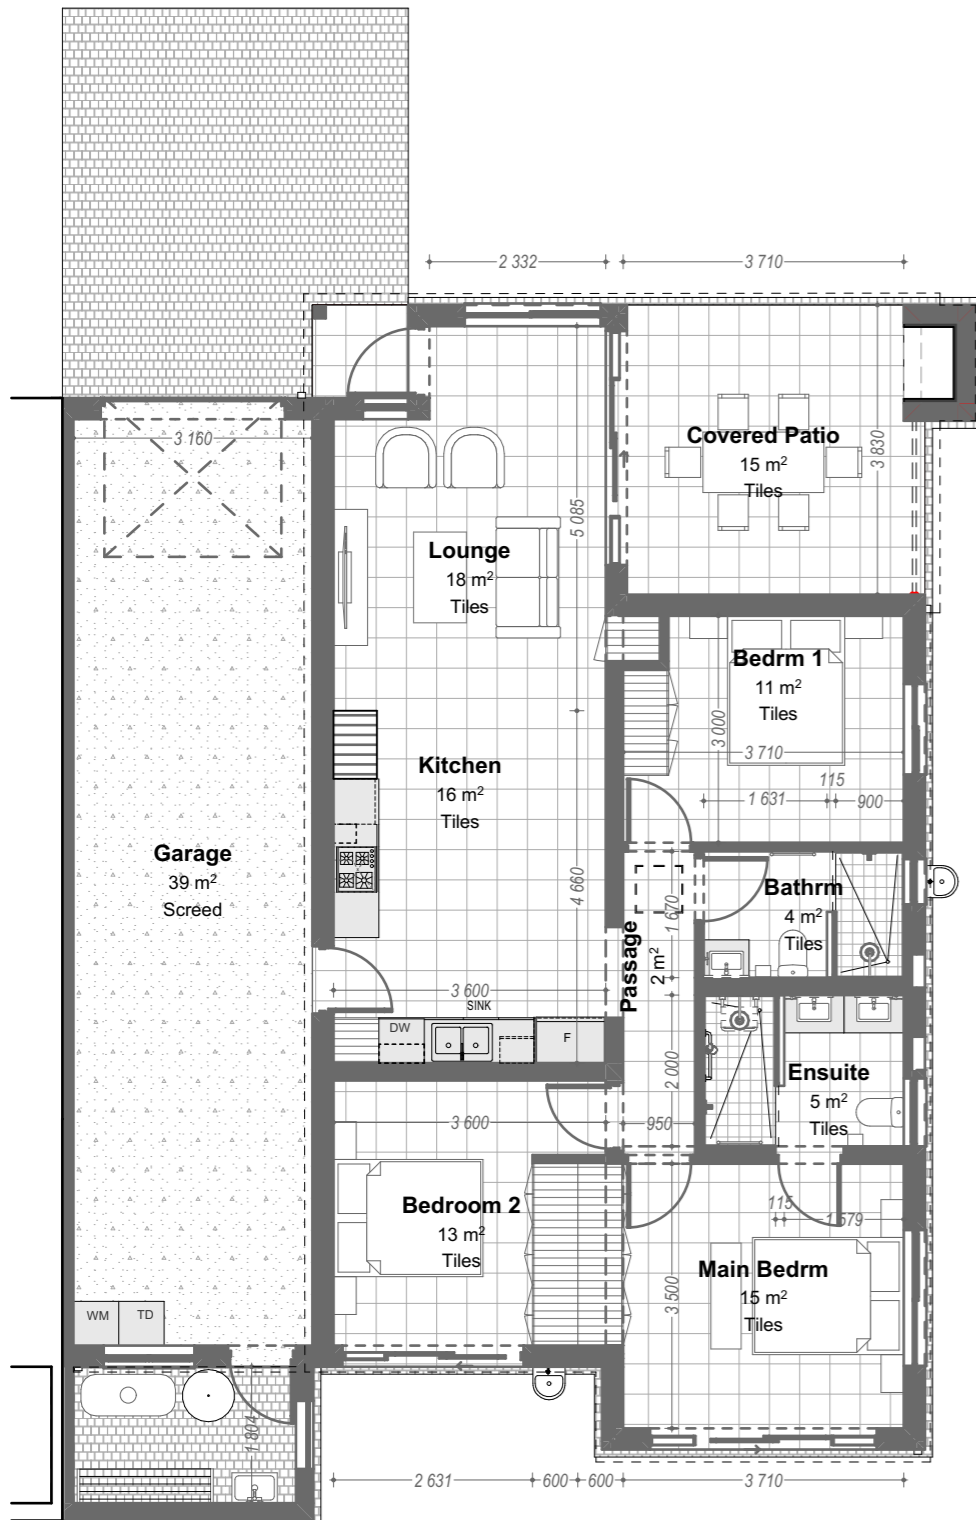 2 332
3 710
3 160
Covered Patio
15 m²
Tiles
3 830
5 085
Lounge
18 m²
Tiles
Bedrm 1
11 m²
Tiles
3 000
3 710
115
1 631
900
Kitchen
16 m²
Tiles
Garage
39 m²
Screed
4 660
1 670
Bathrm
4 m²
Tiles
Passage
2 m²
3 600
SINK
DW
F
2 000
Ensuite
5 m²
Tiles
3 600
950
Bedroom 2
13 m²
Tiles
115
1 579
Main Bedrm
15 m²
Tiles
3 500
WM
TD
1 804
2 631
600
600
3 710